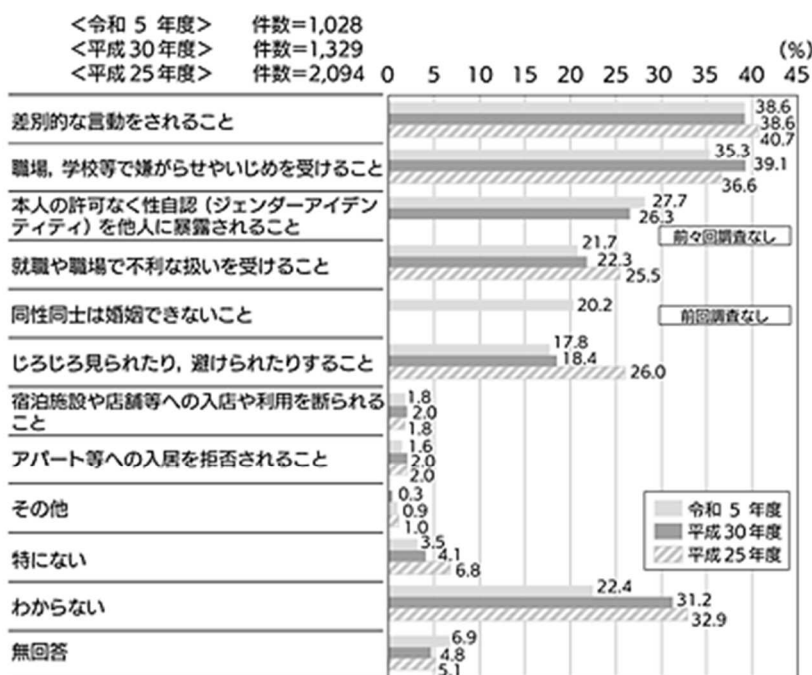 ＜令和 5 年度＞ 件数＝1,028
＜平成30年度＞ 件数＝1,329
＜平成25年度＞ 件数＝2,094
(%)
0 5 10 15 20 25 30 35 40 45
差別的な言動をされること
38.6
38.6
40.7
職場，学校等で嫌がらせやいじめを受けること
35.3
39.1
36.6
本人の許可なく性自認（ジェンダーアイデン
ティティ）を他人に暴露されること
27.7
26.3
前々回調査なし
就職や職場で不利な扱いを受けること
21.7
22.3
25.5
同性同士は婚姻できないこと
20.2
前回調査なし
じろじろ見られたり，避けられたりすること
17.8
18.4
26.0
宿泊施設や店舗等への入店や利用を断られる
こと
1.8
2.0
1.8
アパート等への入居を拒否されること
1.6
2.0
2.0
その他
0.3
0.9
1.0
特にない
3.5
4.1
6.8
わからない
22.4
31.2
32.9
無回答
6.9
4.8
5.1
令和 5 年度
平成30年度
平成25年度